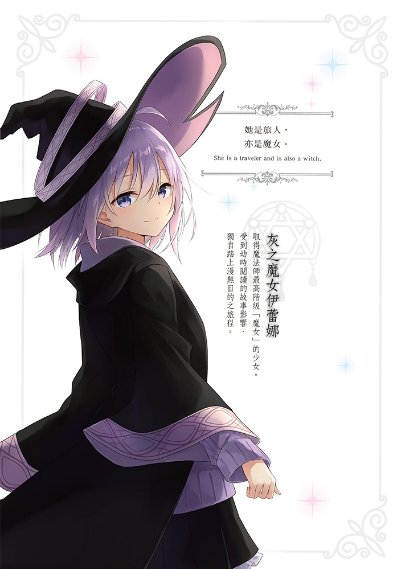 她是旅人，
亦是魔女。
She is a traveler and is also a witch.
灰之魔女伊蕾娜
取得魔法師最高階級「魔女」的少女。
受到幼時閱讀的故事影響，
獨自踏上漫無目的之旅程。